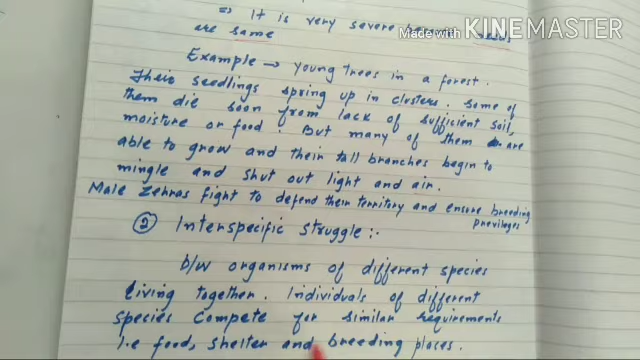 Made with KINEMASTER
⇒ It is very severe needs
are same
Example → young trees in a forest.
Their seedlings spring up in clusters. Some of
them die soon from lack of sufficient soil,
moisture or food. But many of them are
able to grow and their tall branches begin to
mingle and shut out light and air.
Male Zebras fight to defend their territory and ensure breeding
previleges
② Interspecific struggle:-
b/w organisms of different species
living together. Individuals of different
species compete for similar requirements
i.e food, shelter and breeding places.